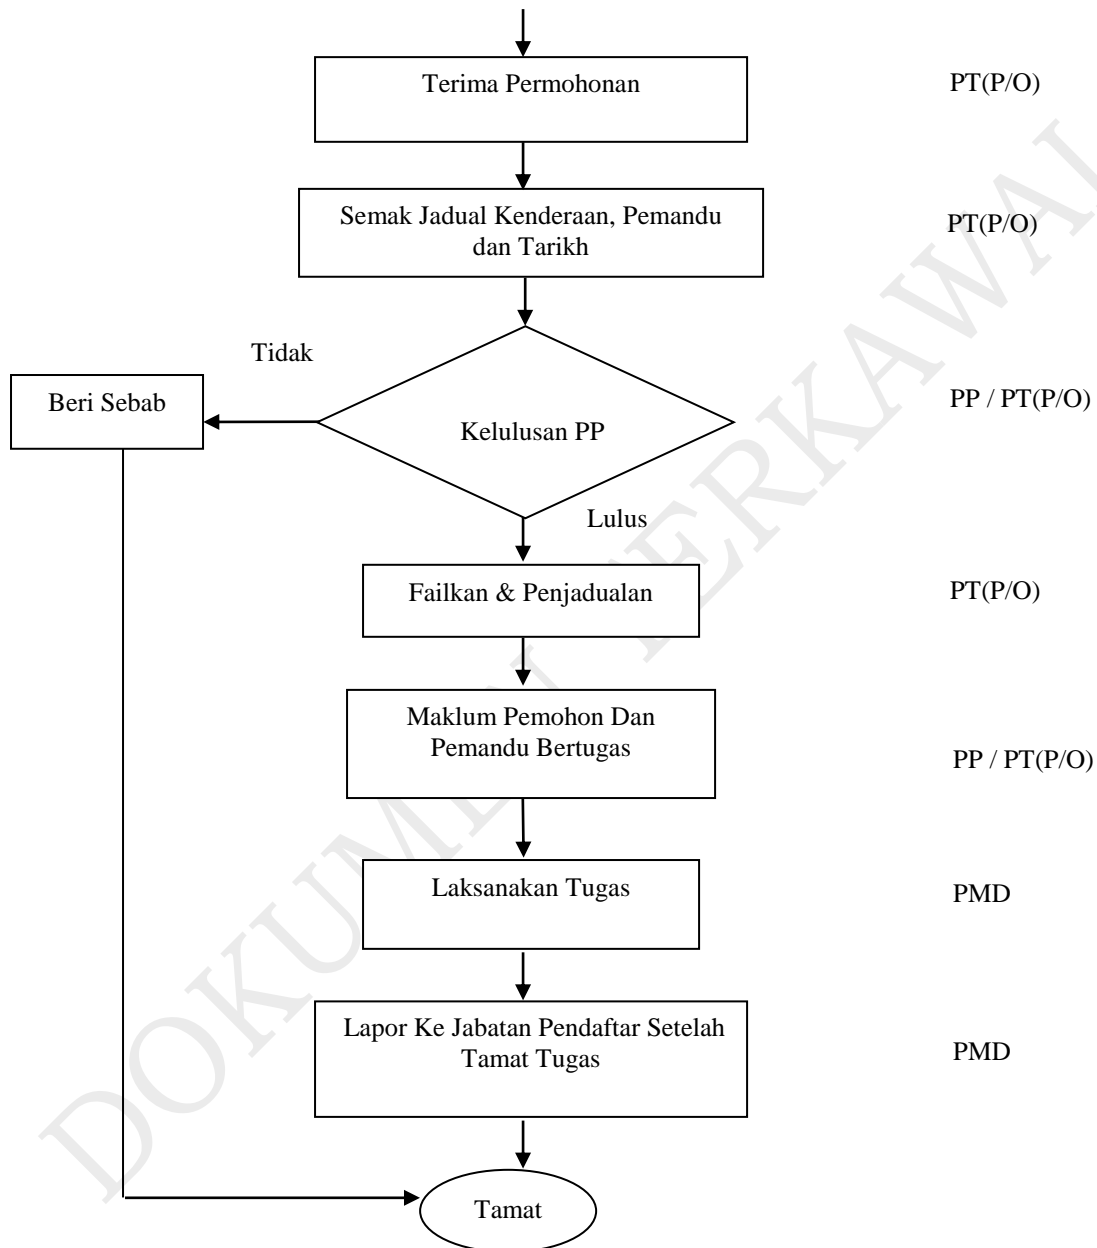 Terima Permohonan
PT(P/O)
Semak Jadual Kenderaan, Pemandu
dan Tarikh
PT(P/O)
Tidak
Beri Sebab
Kelulusan PP
PP / PT(P/O)
Lulus
Failkan & Penjadualan
PT(P/O)
Maklum Pemohon Dan
Pemandu Bertugas
PP / PT(P/O)
Laksanakan Tugas
PMD
Lapor Ke Jabatan Pendaftar Setelah
Tamat Tugas
PMD
Tamat
DOKUMEN TERKAWAL